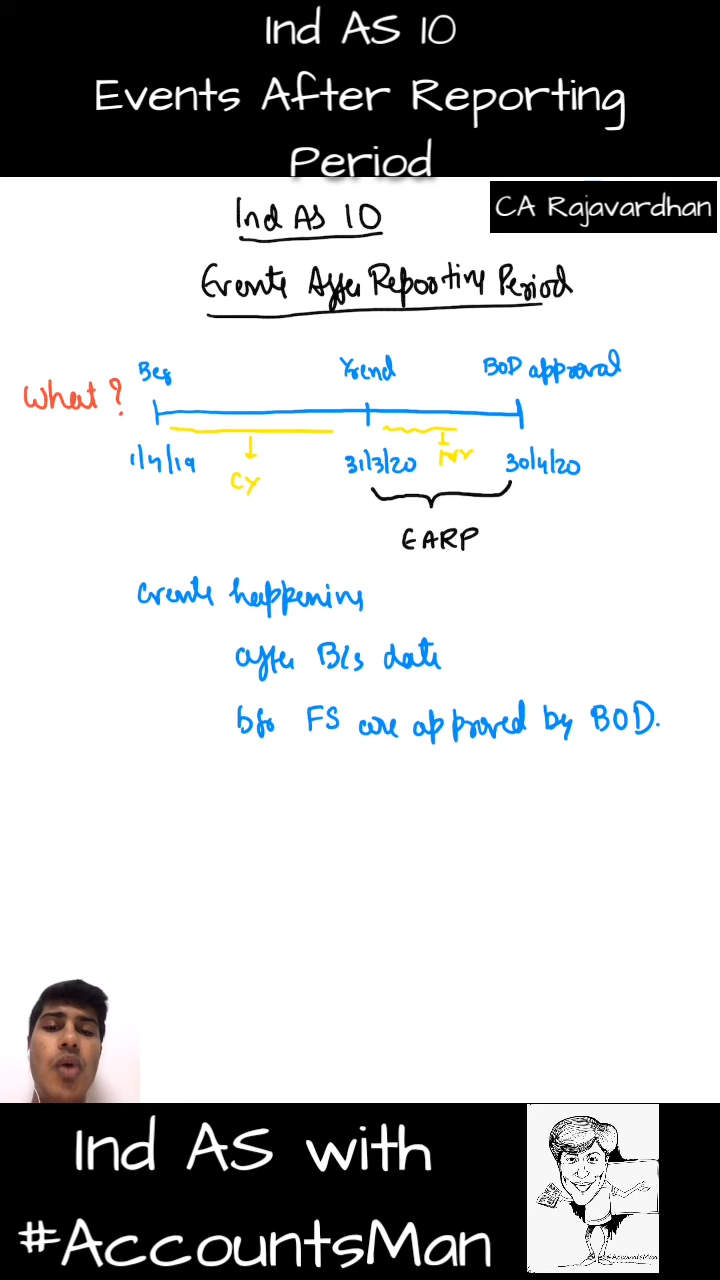 Ind AS 10
Events After Reporting
Period
CA Rajavardhan
Ind AS 10
Events After Reporting Period
What?
Beg
Yrend
BOD approval
1/4/19
31/3/20
30/4/20
CY
NY
EARP
events happening
after B/s date
bfo FS are approved by BOD.
Ind AS with
#AccountsMan
#AccountsMan